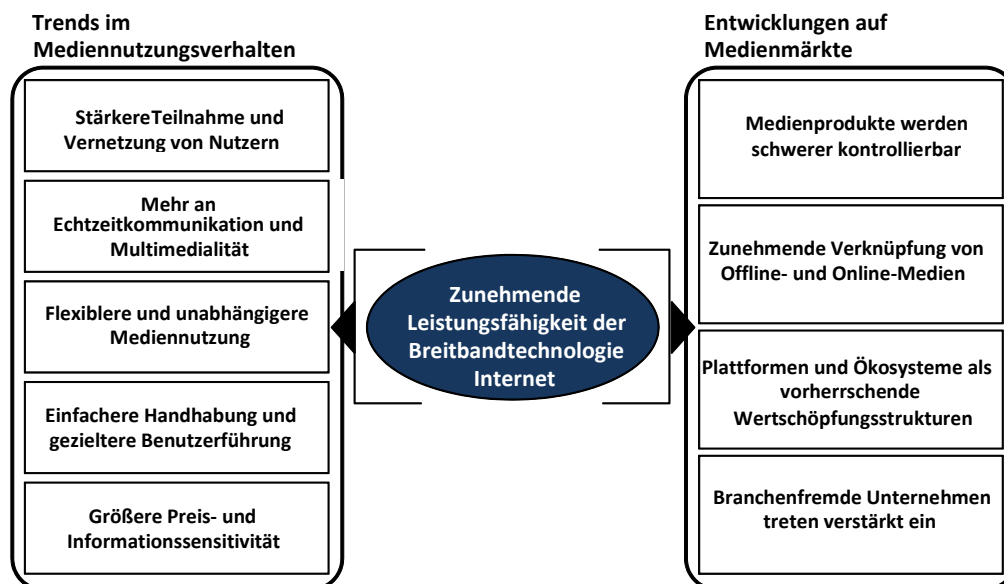 Trends im
Mediennutzungsverhalten
StärkereTeilnahme und
Vernetzung von Nutzern
Mehr an
Echtzeitkommunikation und
Multimedialität
Flexiblere und unabhängigere
Mediennutzung
Einfachere Handhabung und
gezieltere Benutzerführung
Größere Preis- und
Informationssensitivität
Zunehmende
Leistungsfähigkeit der
Breitbandtechnologie
Internet
Entwicklungen auf
Medienmärkte
Medienprodukte werden
schwerer kontrollierbar
Zunehmende Verknüpfung von
Offline- und Online-Medien
Plattformen und Ökosysteme als
vorherrschende
Wertschöpfungsstrukturen
Branchenfremde Unternehmen
treten verstärkt ein